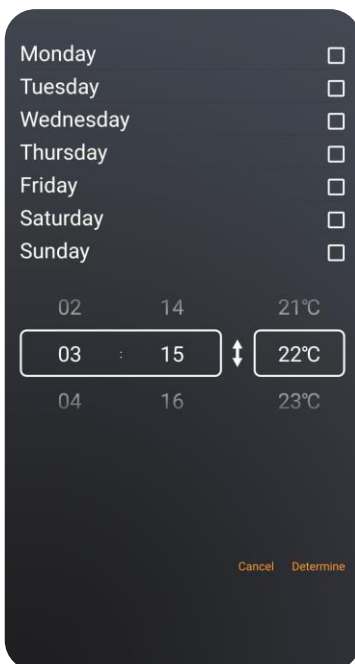 Monday
Tuesday
Wednesday
Thursday
Friday
Saturday
Sunday
02 14 21°C
03 : 15 22°C
04 16 23°C
Cancel Determine